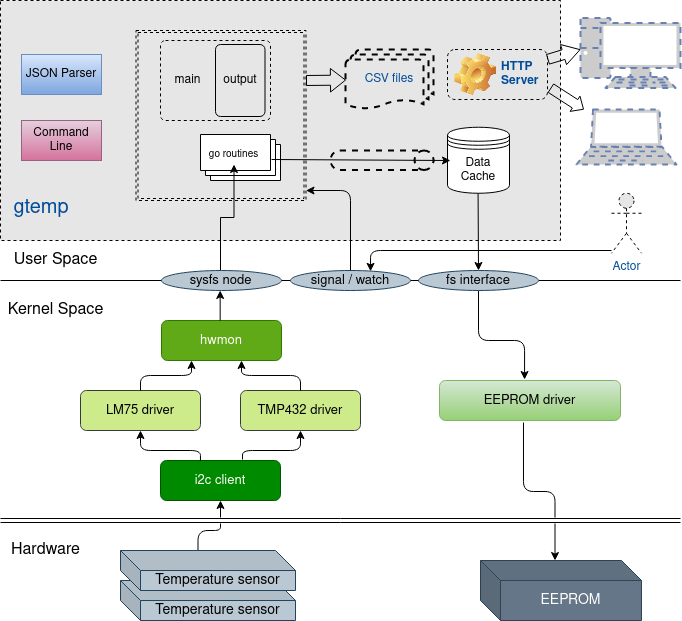 JSON Parser
main
output
CSV files
HTTP
Server
Command
Line
go routines
Data
Cache
gtemp
User Space
Actor
sysfs node
signal / watch
fs interface
Kernel Space
hwmon
LM75 driver
TMP432 driver
EEPROM driver
i2c client
Hardware
Temperature sensor
Temperature sensor
EEPROM